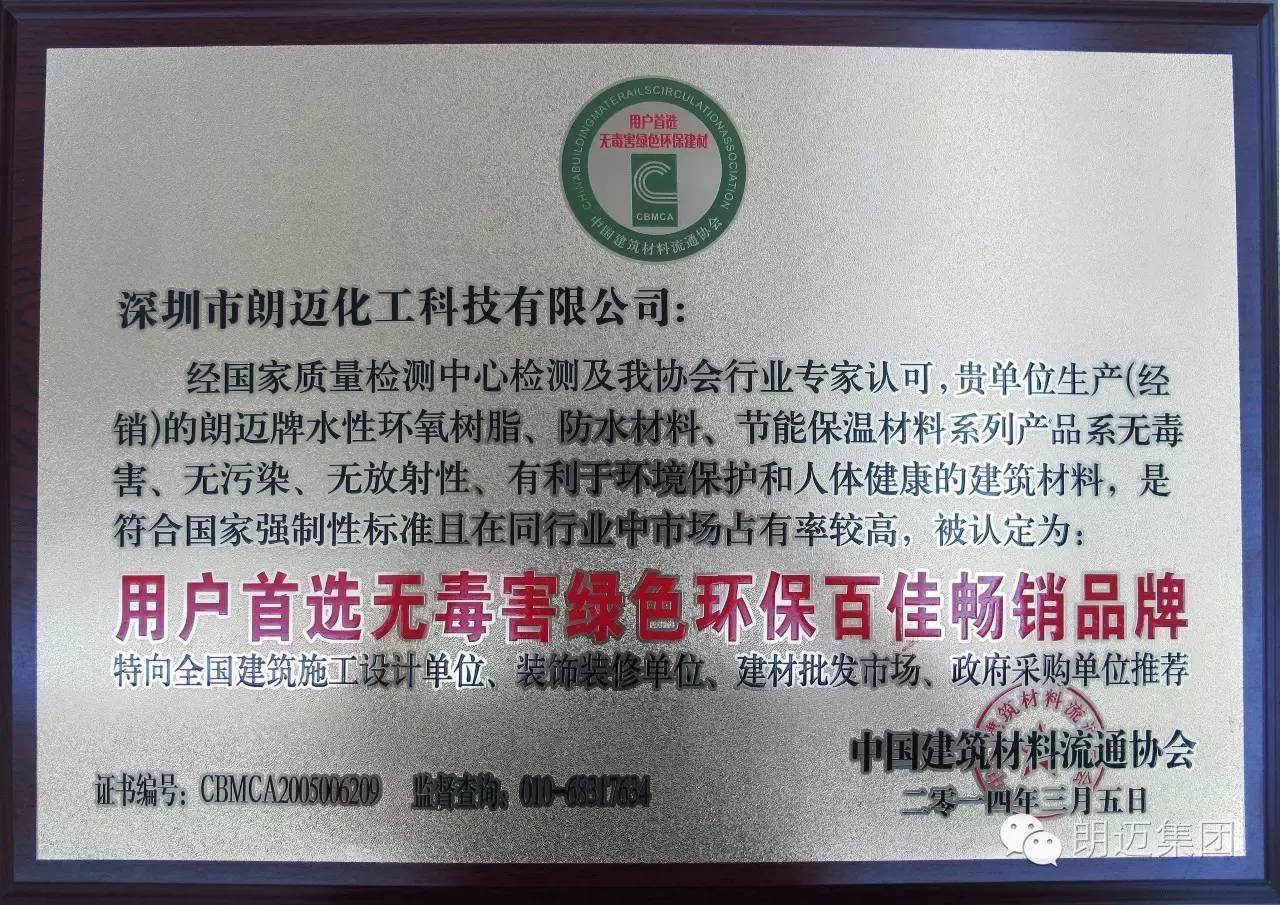 CHINABUILDINGMATERAILSCIRCULATIONASSOCIATION
用户首选
无毒害绿色环保建材
CBMCA
中国建筑材料流通协会
深圳市朗迈化工科技有限公司：
经国家质量检测中心检测及我协会行业专家认可，贵单位生产(经
销)的朗迈牌水性环氧树脂、防水材料、节能保温材料系列产品系无毒
害、无污染、无放射性、有利于环境保护和人体健康的建筑材料，是
符合国家强制性标准且在同行业中市场占有率较高，被认定为：
用户首选无毒害绿色环保百佳畅销品牌
特向全国建筑施工设计单位、装饰装修单位、建材批发市场、政府采购单位推荐
中国建筑材料流通协会
证书编号：CBMCA2005006209 监督查询：010-68317634
二零一四年三月五日
朗迈集团